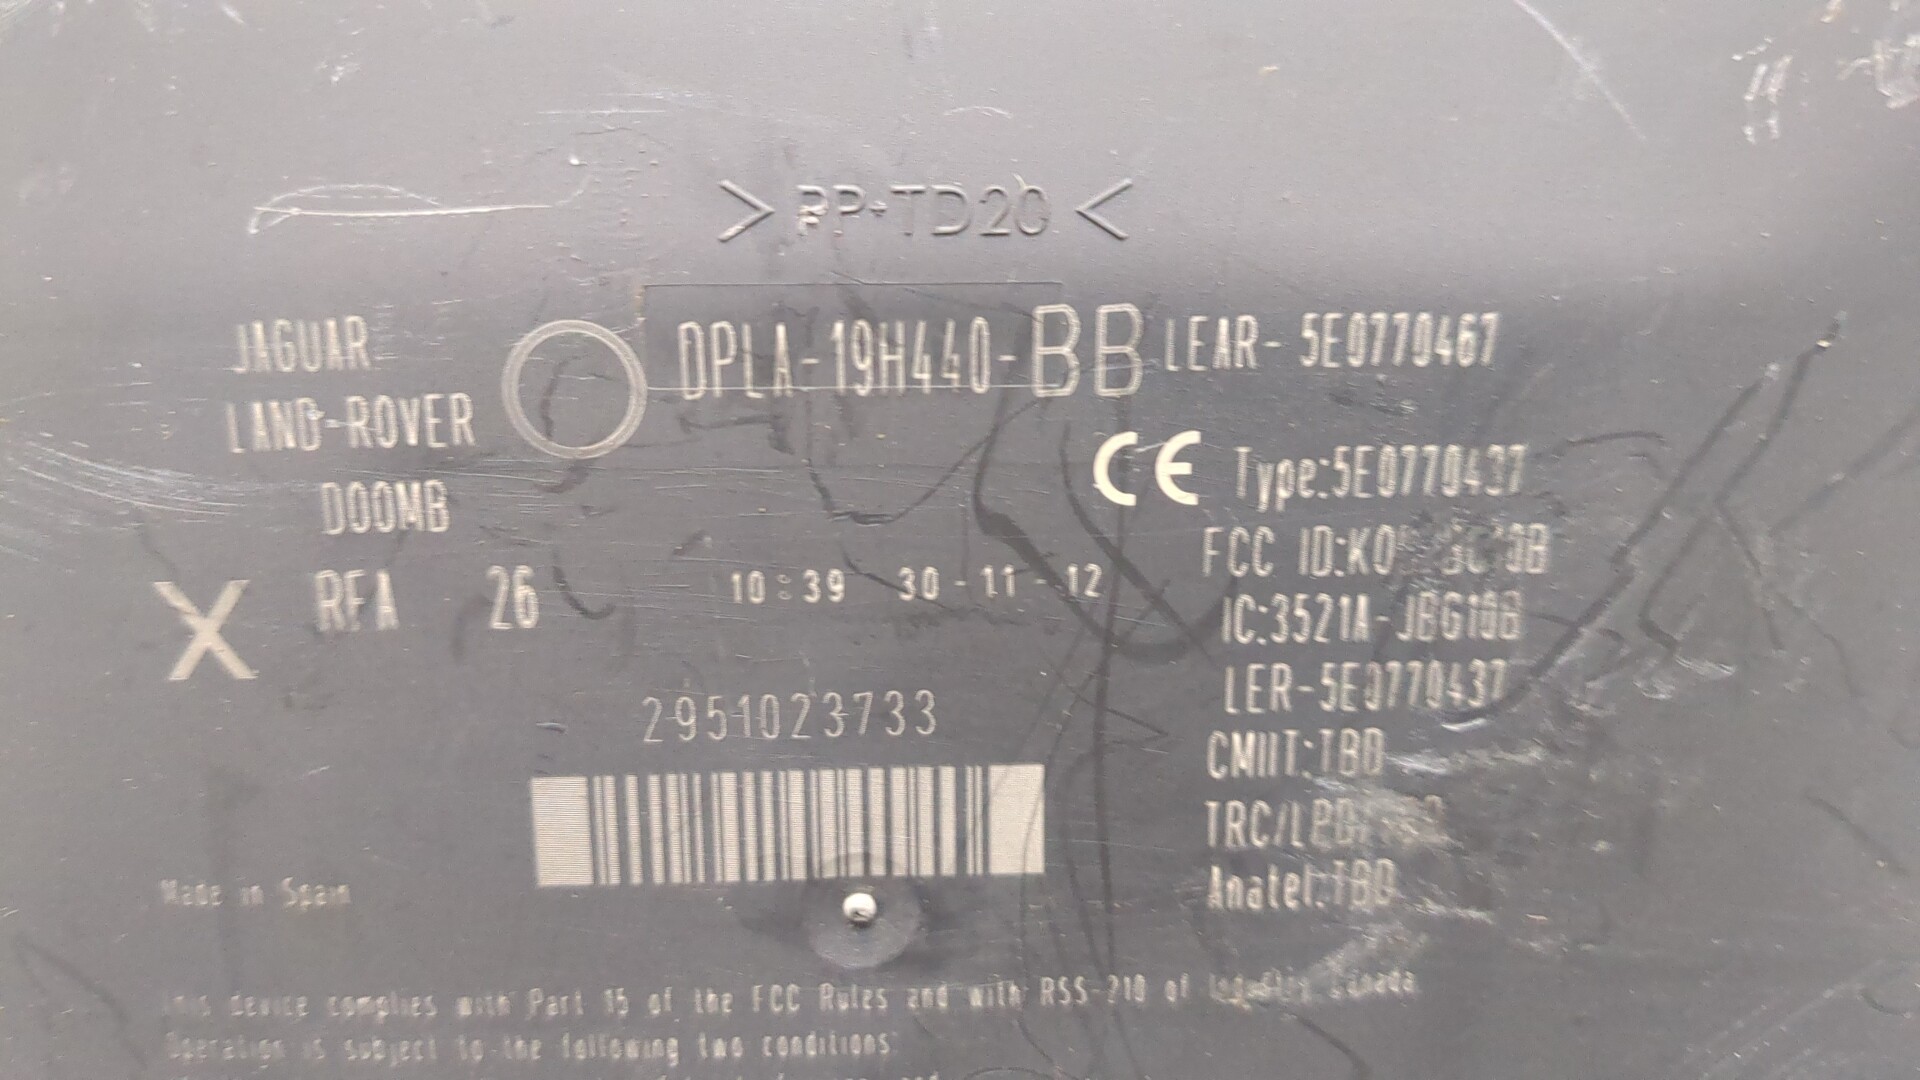 >PP+TD20<
JAGUAR
LAND-ROVER
DOOMB
DPLA-19H440-BB
LEAR-5E0770467
CE Type:5E0770437
FCC
IC:3521A-JBG10B
LER-5E0770437
CMIIT:TBD
Anatel:TBD
X RFA 26
10:39 30-11-12
2951023733
Made in Spain
This device complies with Part 15 of the FCC Rules and with RSS-210 of Industry Canada
Operation is subject to the following two conditions: